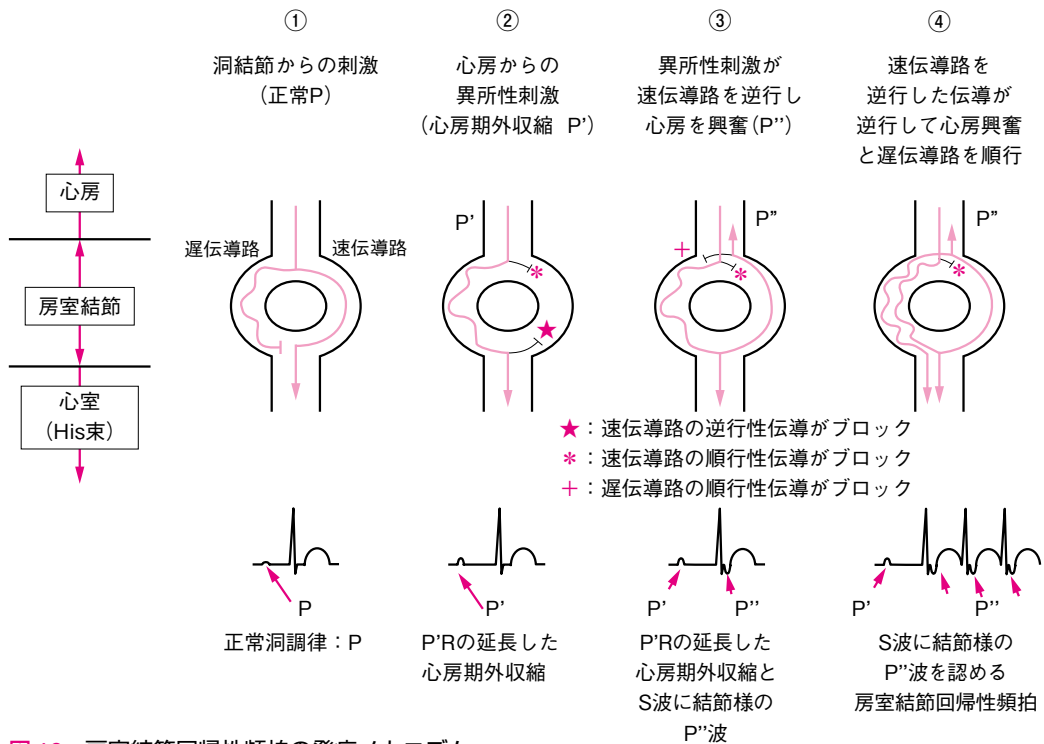 ①
洞結節からの刺激
（正常P）
②
心房からの
異所性刺激
（心房期外収縮 P'）
③
異所性刺激が
速伝導路を逆行し
心房を興奮（P''）
④
速伝導路を
逆行した伝導が
逆行して心房興奮
と遅伝導路を順行
心房
房室結節
心室
（His束）
遅伝導路
速伝導路
P'
*
★
+
P"
*
P"
*
★：速伝導路の逆行性伝導がブロック
*：速伝導路の順行性伝導がブロック
+：遅伝導路の順行性伝導がブロック
P
正常洞調律：P
P'
P'Rの延長した
心房期外収縮
P' P''
P'Rの延長した
心房期外収縮と
S波に結節様の
P''波
P' P''
S波に結節様の
P''波を認める
房室結節回帰性頻拍